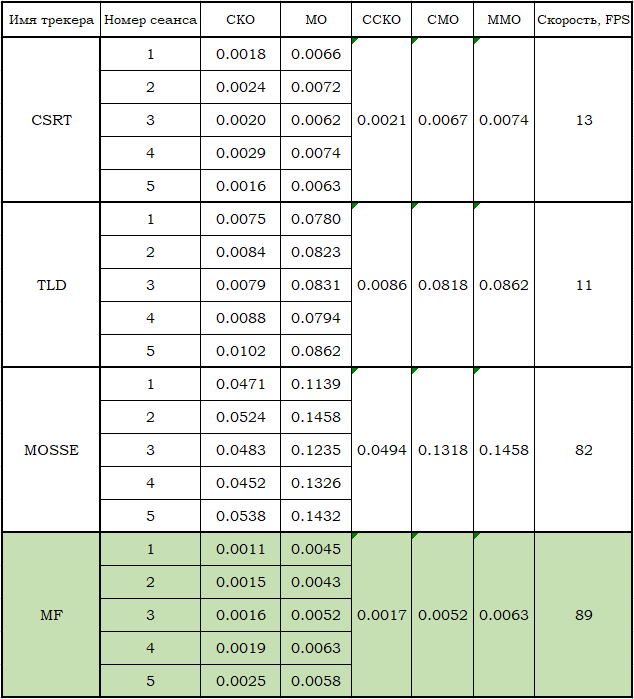 Имя трекера Номер сеанса СКО МО ССКО СМО ММО Скорость, FPS
1 0.0018 0.0066
2 0.0024 0.0072
CSRT 3 0.0020 0.0062 0.0021 0.0067 0.0074 13
4 0.0029 0.0074
5 0.0016 0.0063
1 0.0075 0.0780
2 0.0084 0.0823
TLD 3 0.0079 0.0831 0.0086 0.0818 0.0862 11
4 0.0088 0.0794
5 0.0102 0.0862
1 0.0471 0.1139
2 0.0524 0.1458
MOSSE 3 0.0483 0.1235 0.0494 0.1318 0.1458 82
4 0.0452 0.1326
5 0.0538 0.1432
1 0.0011 0.0045
2 0.0015 0.0043
MF 3 0.0016 0.0052 0.0017 0.0052 0.0063 89
4 0.0019 0.0063
5 0.0025 0.0058